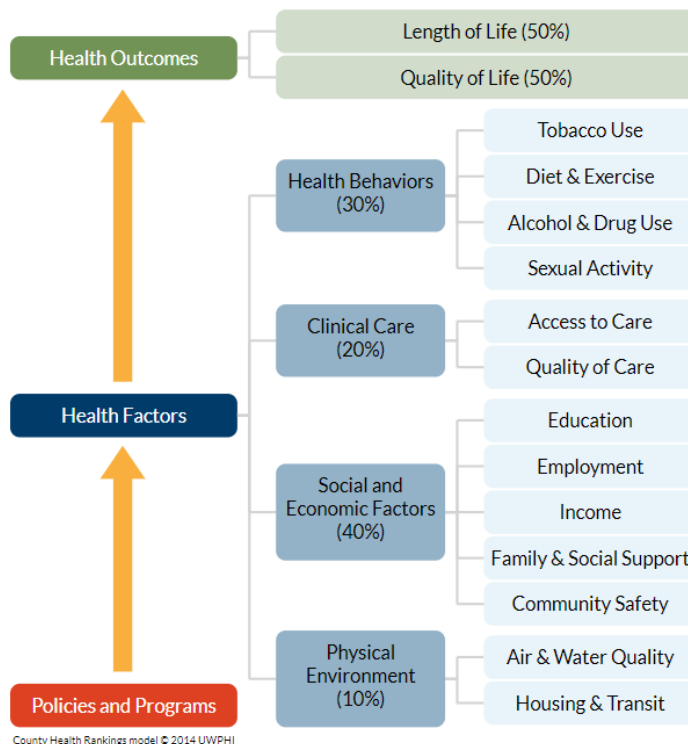 Health Outcomes
Length of Life (50%)
Quality of Life (50%)
Health Behaviors
(30%)
Tobacco Use
Diet & Exercise
Alcohol & Drug Use
Sexual Activity
Clinical Care
(20%)
Access to Care
Quality of Care
Health Factors
Social and
Economic Factors
(40%)
Education
Employment
Income
Family & Social Support
Community Safety
Physical
Environment
(10%)
Air & Water Quality
Housing & Transit
Policies and Programs
County Health Rankings model © 2014 UWPHI